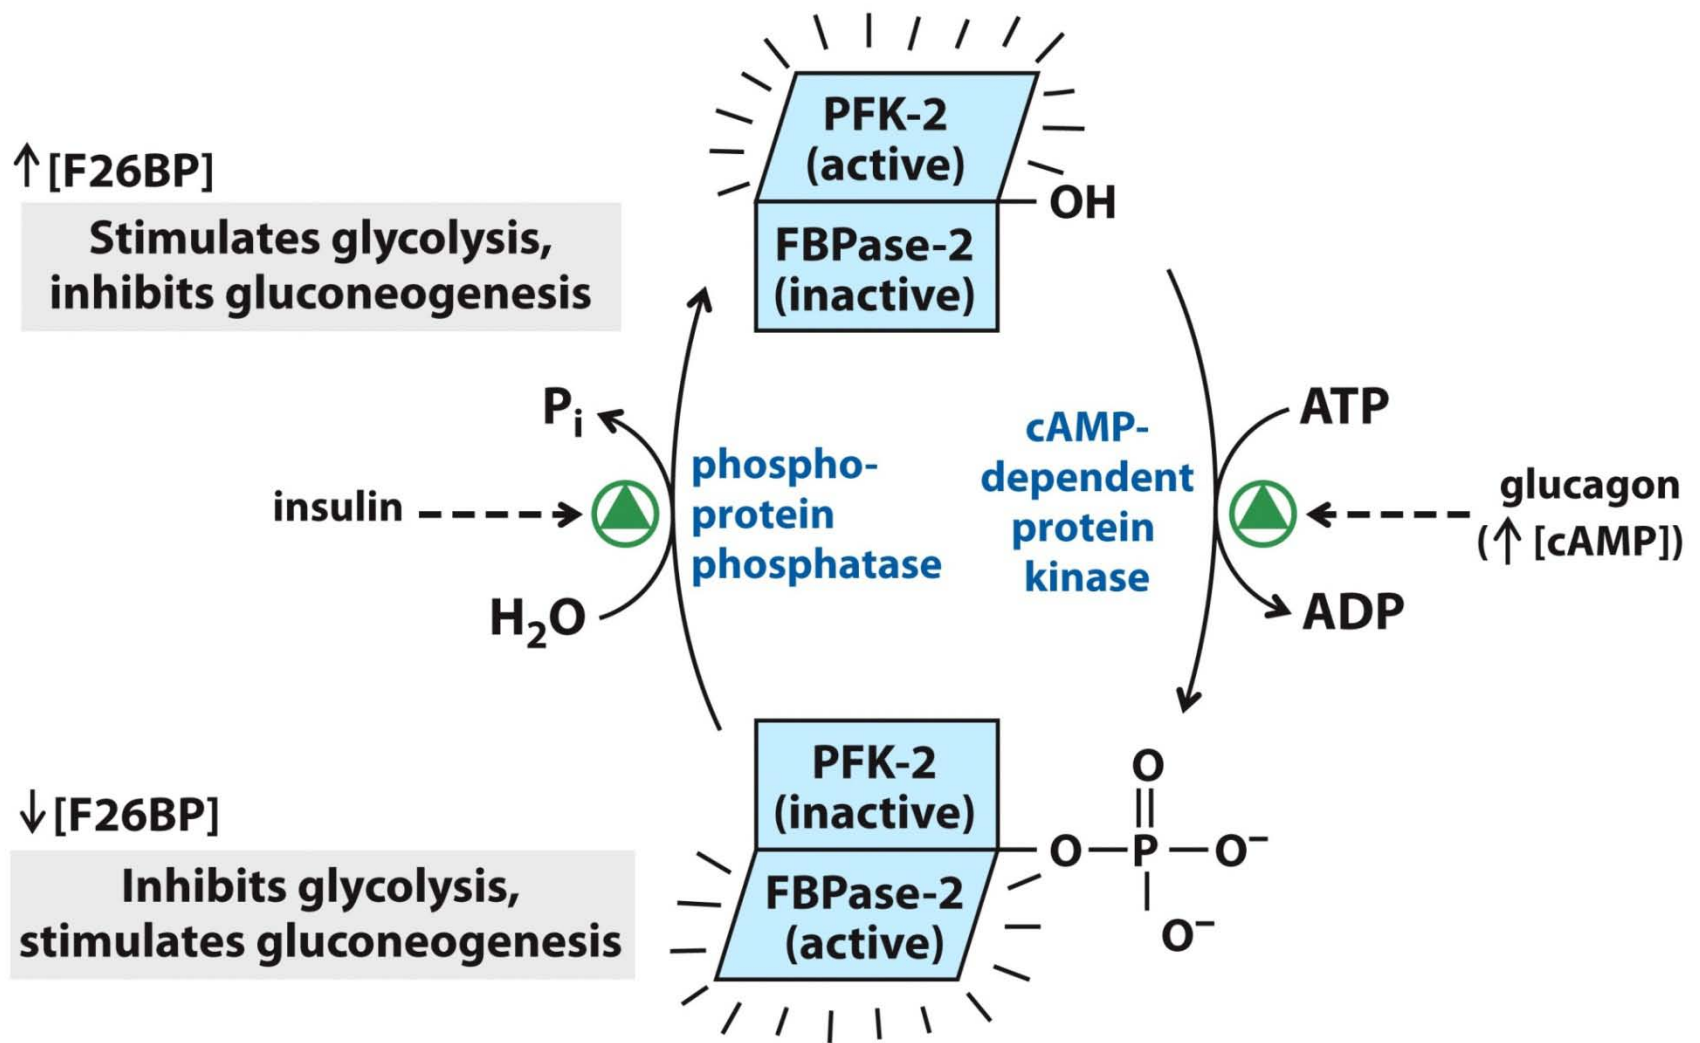 PFK-2
(active)
OH
FBPase-2
(inactive)
↑[F26BP]
Stimulates glycolysis,
inhibits gluconeogenesis
Pi
insulin
H₂O
phospho-
protein
phosphatase
cAMP-
dependent
protein
kinase
ATP
glucagon
(↑ [cAMP])
ADP
↓[F26BP]
Inhibits glycolysis,
stimulates gluconeogenesis
PFK-2
(inactive)
FBPase-2
(active)
O
O—P—O⁻
O⁻